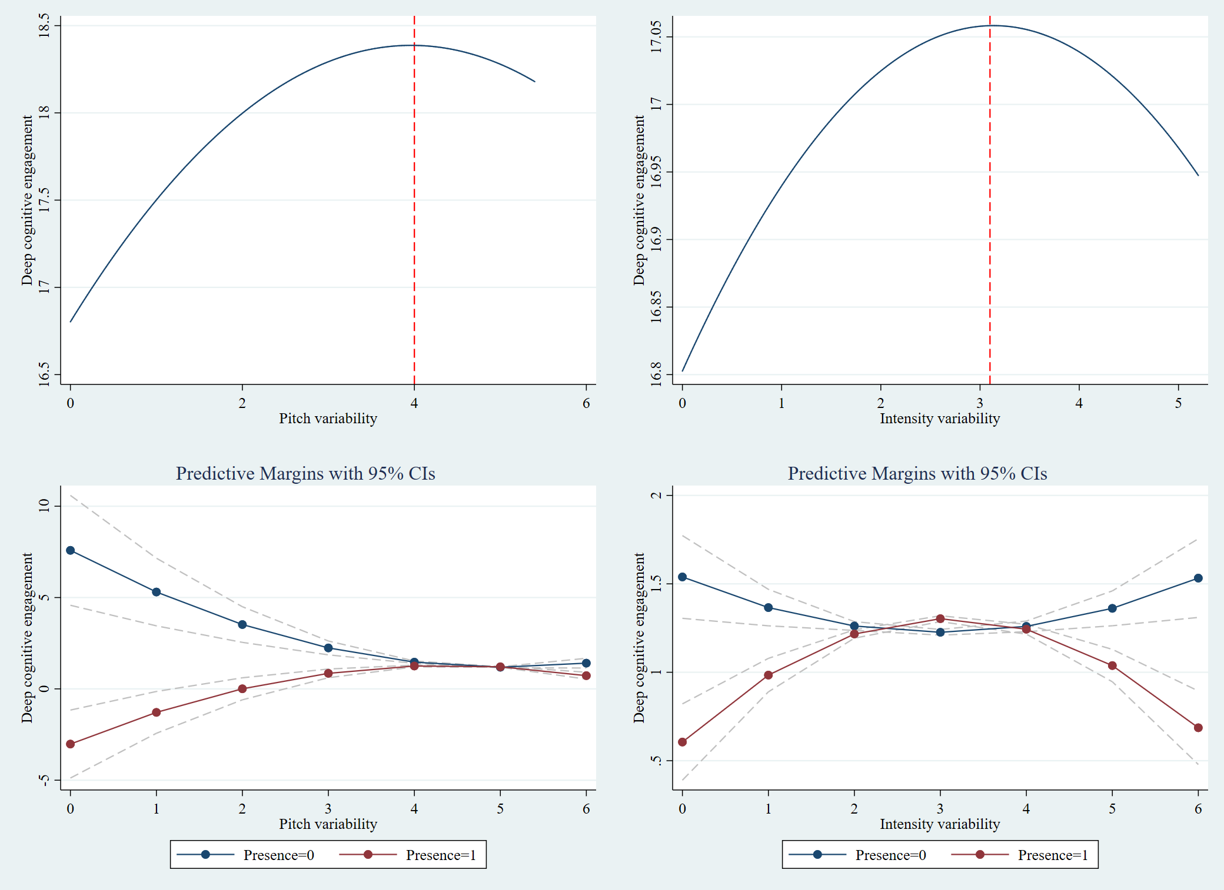 Deep cognitive engagement
18.5
18
17.5
17
16.5
0 2 4 6
Pitch variability
Deep cognitive engagement
17.05
17
16.95
16.9
16.85
16.8
0 1 2 3 4 5
Intensity variability
Predictive Margins with 95% CIs
Deep cognitive engagement
10
5
0
-5
0 1 2 3 4 5 6
Pitch variability
Presence=0 Presence=1
Predictive Margins with 95% CIs
Deep cognitive engagement
2
1.5
1
.5
0 1 2 3 4 5 6
Intensity variability
Presence=0 Presence=1